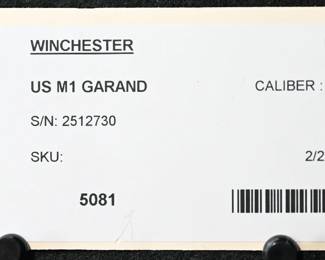 WINCHESTER
US M1 GARAND CALIBER :
S/N: 2512730
SKU: 2/2
5081